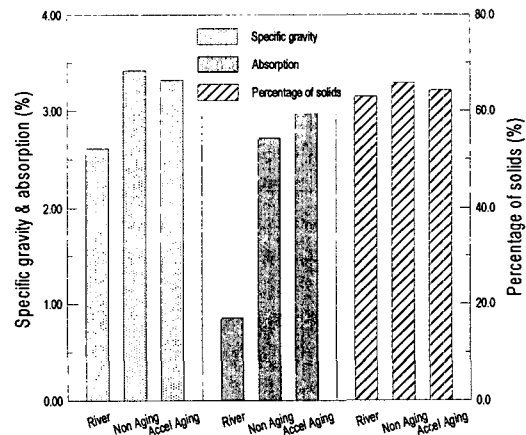 4.00
3.00
2.00
1.00
0.00
Specific gravity & absorption (%)
Specific gravity
Absorption
Percentage of solids
80.0
60.0
40.0
20.0
0.0
Percentage of solids (%)
River
Non Aging
Accel Aging
River
Non Aging
Accel Aging
River
Non Aging
Accel Aging